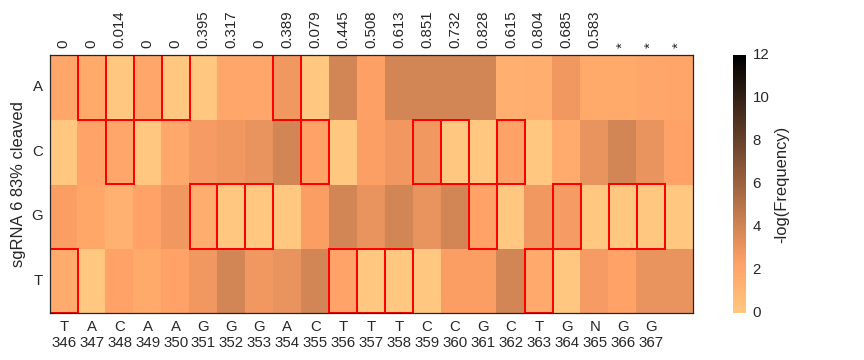 0 0 0.014 0 0 0.395 0.317 0 0.389 0.079 0.445 0.508 0.613 0.851 0.732 0.828 0.615 0.804 0.685 0.583 * * *
sgRNA 6 83% cleaved
A
C
G
T
T A C A A G G G A C T T T C C G C T G N G G
346 347 348 349 350 351 352 353 354 355 356 357 358 359 360 361 362 363 364 365 366 367
12
10
8
6
4
2
0
-log(Frequency)